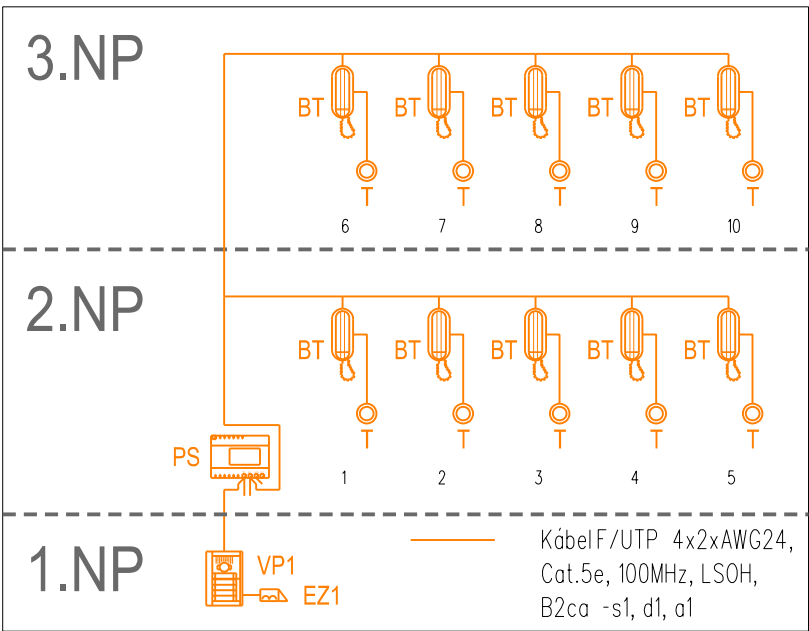 3.NP
BT BT BT BT BT
T T T T T
6 7 8 9 10
2.NP
BT BT BT BT BT
T T T T T
PS
1 2 3 4 5
1.NP
VP1
EZ1
Kábel F/UTP 4x2xAWG24,
Cat.5e, 100MHz, LSOH,
B2ca -s1, d1, a1